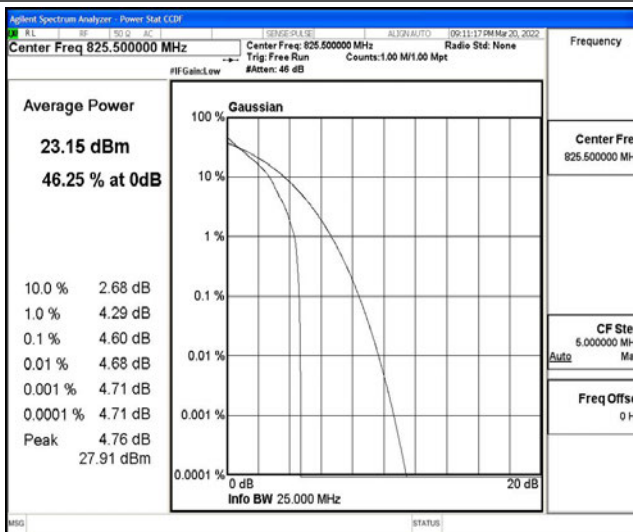 Agilent Spectrum Analyzer - Power Stat CCDF
RL RF 50 Ω AC SENSE:PULSE ALIGN AUTO 09:11:17 PM Mar 20, 2022
Center Freq 825.500000 MHz
Center Freq: 825.500000 MHz Radio Std: None
Trig: Free Run Counts:1.00 M/1.00 Mpt
#IFGain:Low #Atten: 46 dB
Frequency
Average Power
23.15 dBm
46.25 % at 0dB
10.0 % 2.68 dB
1.0 % 4.29 dB
0.1 % 4.60 dB
0.01 % 4.68 dB
0.001 % 4.71 dB
0.0001 % 4.71 dB
Peak 4.76 dB
27.91 dBm
Gaussian
100 %
10 %
1 %
0.1 %
0.01 %
0.001 %
0.0001 %
0 dB 20 dB
Info BW 25.000 MHz
Center Fre
825.500000 MH
CF Ste
5.000000 MH
Auto Ma
Freq Offse
0 H
MSG STATUS